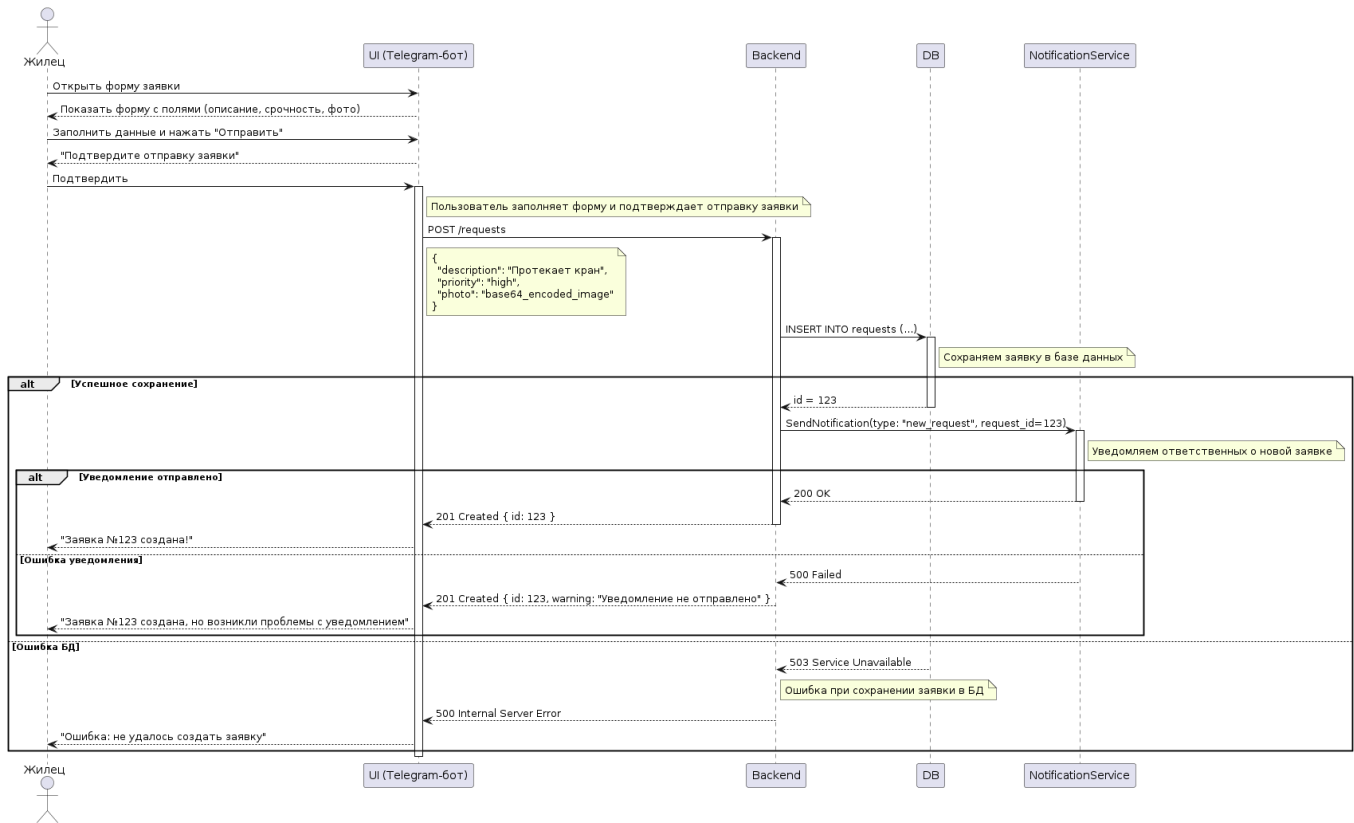 Жилец
UI (Telegram-бот)
Backend
DB
NotificationService
Открыть форму заявки
Показать форму с полями (описание, срочность, фото)
Заполнить данные и нажать "Отправить"
"Подтвердите отправку заявки"
Подтвердить
Пользователь заполняет форму и подтверждает отправку заявки
POST /requests
{
"description": "Протекает кран",
"priority": "high",
"photo": "base64_encoded_image"
}
INSERT INTO requests (...)
Сохраняем заявку в базе данных
alt [Успешное сохранение]
id = 123
SendNotification(type: "new_request", request_id=123)
Уведомляем ответственных о новой заявке
alt [Уведомление отправлено]
200 OK
201 Created { id: 123 }
"Заявка №123 создана!"
[Ошибка уведомления]
500 Failed
201 Created { id: 123, warning: "Уведомление не отправлено" }
"Заявка №123 создана, но возникли проблемы с уведомлением"
[Ошибка БД]
503 Service Unavailable
Ошибка при сохранении заявки в БД
500 Internal Server Error
"Ошибка: не удалось создать заявку"
Жилец
UI (Telegram-бот)
Backend
DB
NotificationService